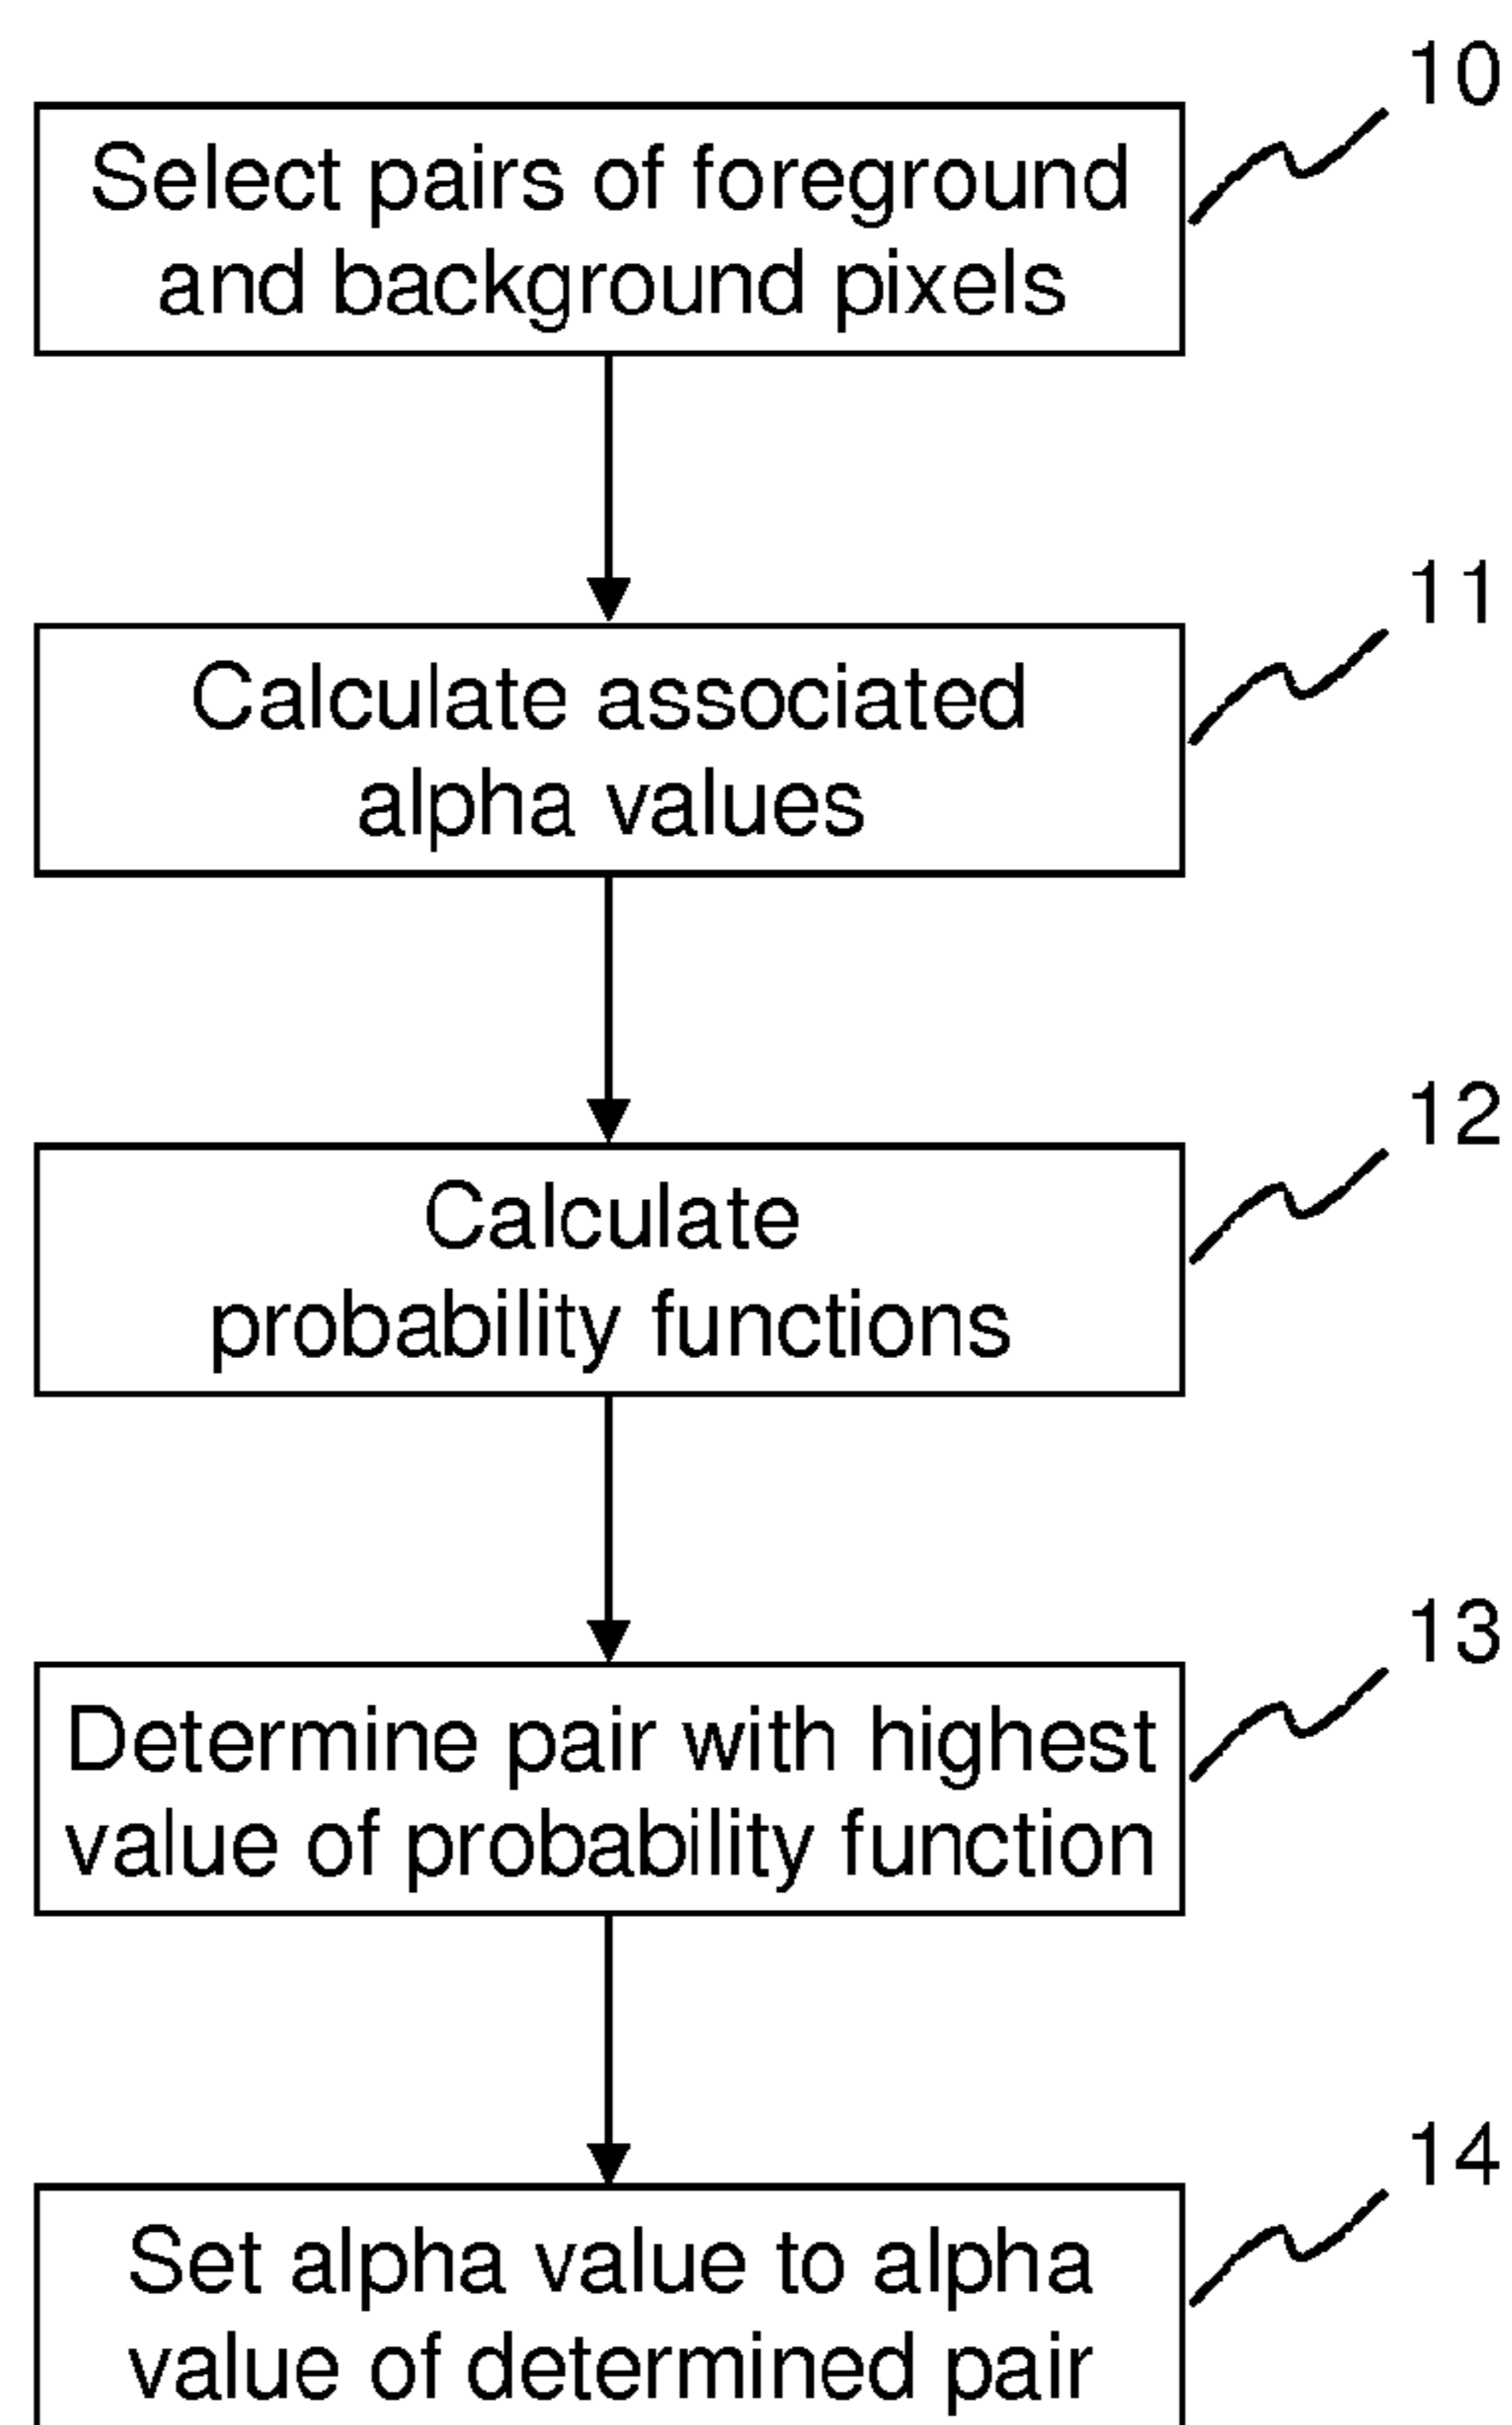 10
Select pairs of foreground
and background pixels
11
Calculate associated
alpha values
12
Calculate
probability functions
13
Determine pair with highest
value of probability function
14
Set alpha value to alpha
value of determined pair